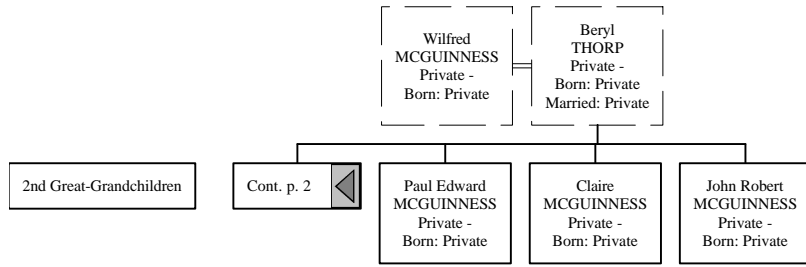 Wilfred
MCGUINNESS
Private -
Born: Private
Beryl
THORP
Private -
Born: Private
Married: Private
2nd Great-Grandchildren
Cont. p. 2
Paul Edward
MCGUINNESS
Private -
Born: Private
Claire
MCGUINNESS
Private -
Born: Private
John Robert
MCGUINNESS
Private -
Born: Private